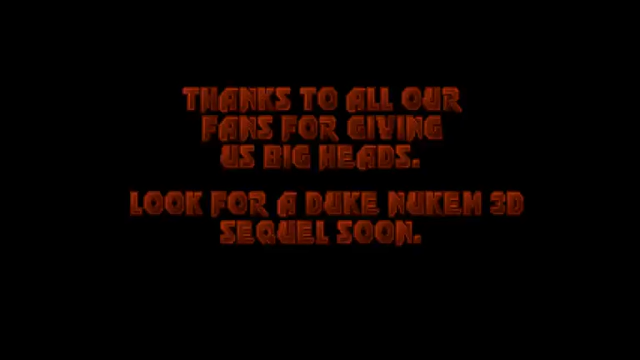 THANKS TO ALL OUR
FANS FOR GIVING
US BIG HEADS.
LOOK FOR A DUKE NUKEM 3D
SEQUEL SOON.